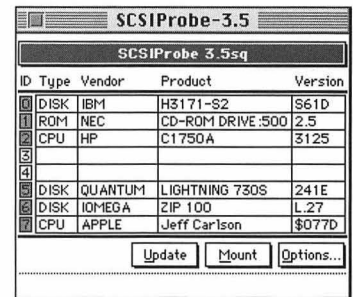 SCSIProbe-3.5
SCSIProbe 3.5sq
ID Type Vendor Product Version
0 DISK IBM H3171-S2 S61D
1 ROM NEC CD-ROM DRIVE:500 2.5
2 CPU HP C1750A 3125
3
4
5 DISK QUANTUM LIGHTNING 730S 241E
6 DISK IOMEGA ZIP 100 L.27
7 CPU APPLE Jeff Carlson $077D
Update Mount Options...